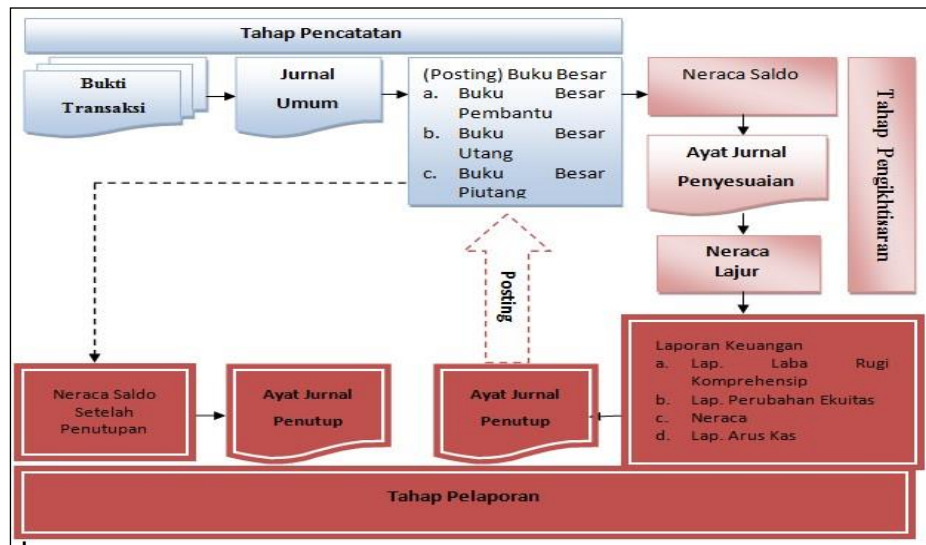 Tahap Pencatatan
Bukti
Transaksi
Jurnal
Umum
(Posting) Buku Besar
a. Buku Besar
Pembantu
b. Buku Besar
Utang
c. Buku Besar
Piutang
Neraca Saldo
Ayat Jurnal
Penyesuaian
Neraca
Lajur
Tahap Pengikhtisaran
Posting
Neraca Saldo
Setelah
Penutupan
Ayat Jurnal
Penutup
Ayat Jurnal
Penutup
Laporan Keuangan
a. Lap. Laba Rugi
Komprehensip
b. Lap. Perubahan Ekuitas
c. Neraca
d. Lap. Arus Kas
Tahap Pelaporan